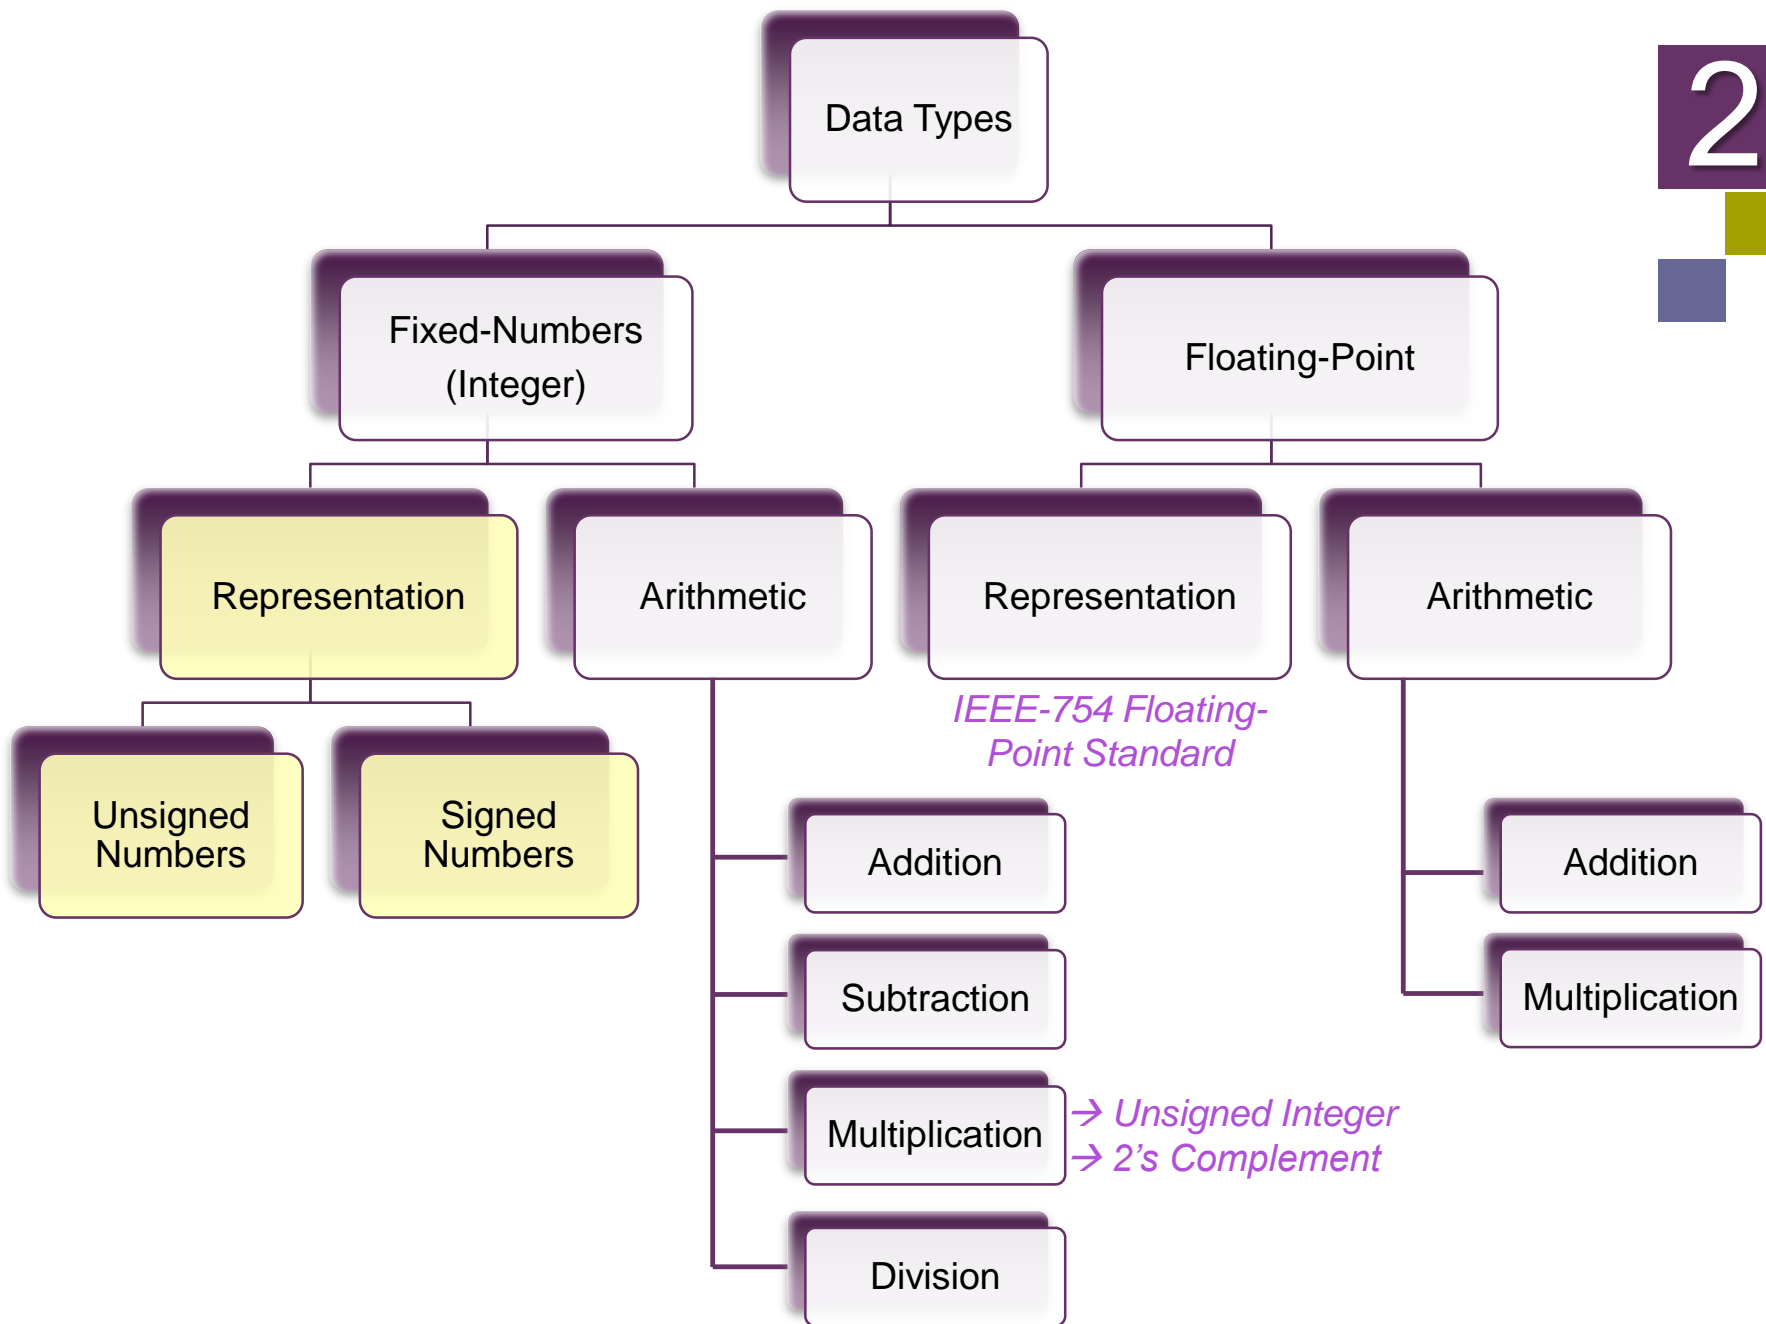 Data Types
2
Fixed-Numbers
(Integer)
Floating-Point
Representation
Arithmetic
Representation
Arithmetic
IEEE-754 Floating-
Point Standard
Unsigned
Numbers
Signed
Numbers
Addition
Subtraction
Multiplication
→ Unsigned Integer
→ 2’s Complement
Division
Addition
Multiplication